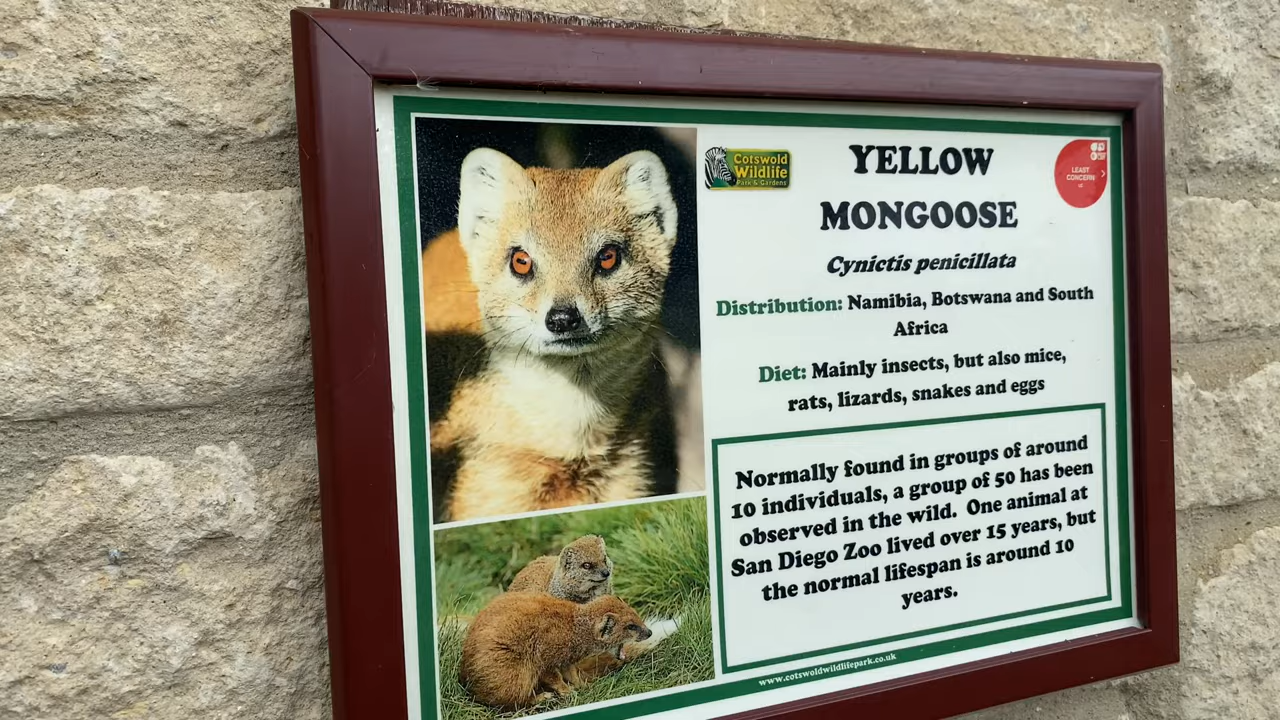 Cotswold
Wildlife
Park & Gardens
YELLOW
MONGOOSE
LEAST
CONCERN
Cynictis penicillata
Distribution: Namibia, Botswana and South
Africa
Diet: Mainly insects, but also mice,
rats, lizards, snakes and eggs
Normally found in groups of around
10 individuals, a group of 50 has been
observed in the wild. One animal at
San Diego Zoo lived over 15 years, but
the normal lifespan is around 10
years.
www.cotswoldwildlifepark.co.uk